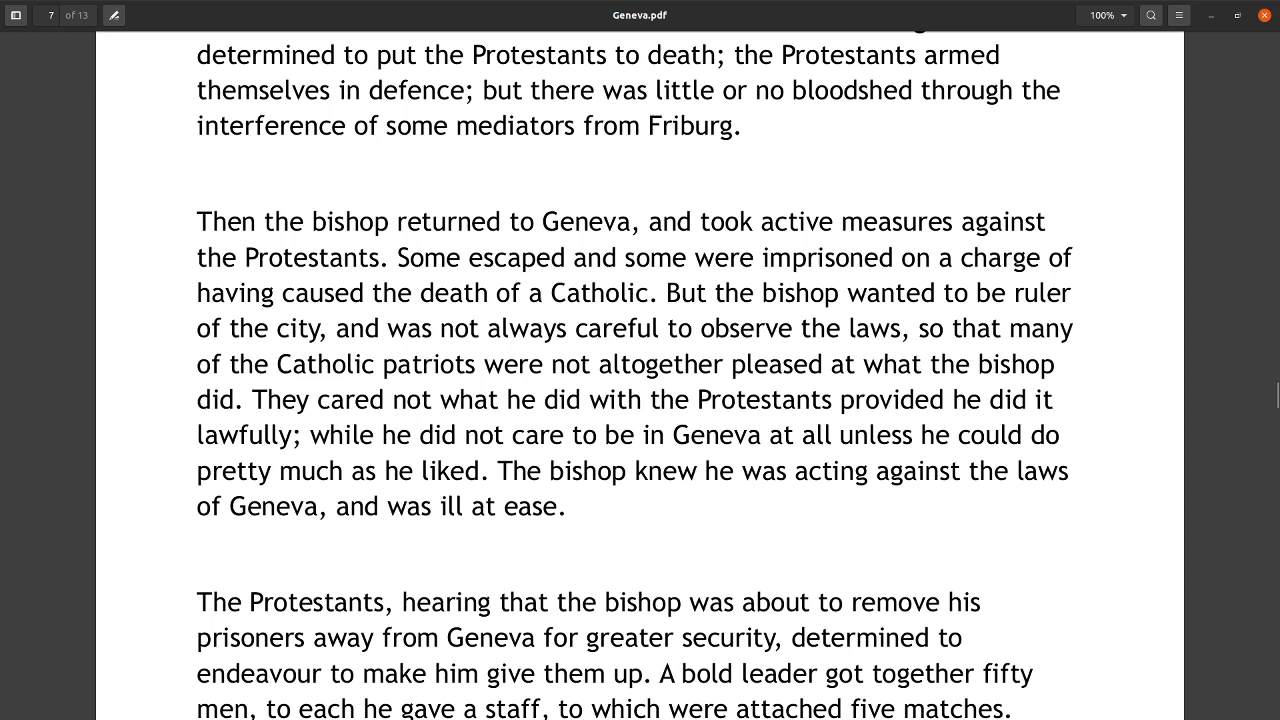 7 of 13
Geneva.pdf
100%
determined to put the Protestants to death; the Protestants armed
themselves in defence; but there was little or no bloodshed through the
interference of some mediators from Friburg.
Then the bishop returned to Geneva, and took active measures against
the Protestants. Some escaped and some were imprisoned on a charge of
having caused the death of a Catholic. But the bishop wanted to be ruler
of the city, and was not always careful to observe the laws, so that many
of the Catholic patriots were not altogether pleased at what the bishop
did. They cared not what he did with the Protestants provided he did it
lawfully; while he did not care to be in Geneva at all unless he could do
pretty much as he liked. The bishop knew he was acting against the laws
of Geneva, and was ill at ease.
The Protestants, hearing that the bishop was about to remove his
prisoners away from Geneva for greater security, determined to
endeavour to make him give them up. A bold leader got together fifty
men, to each he gave a staff, to which were attached five matches.